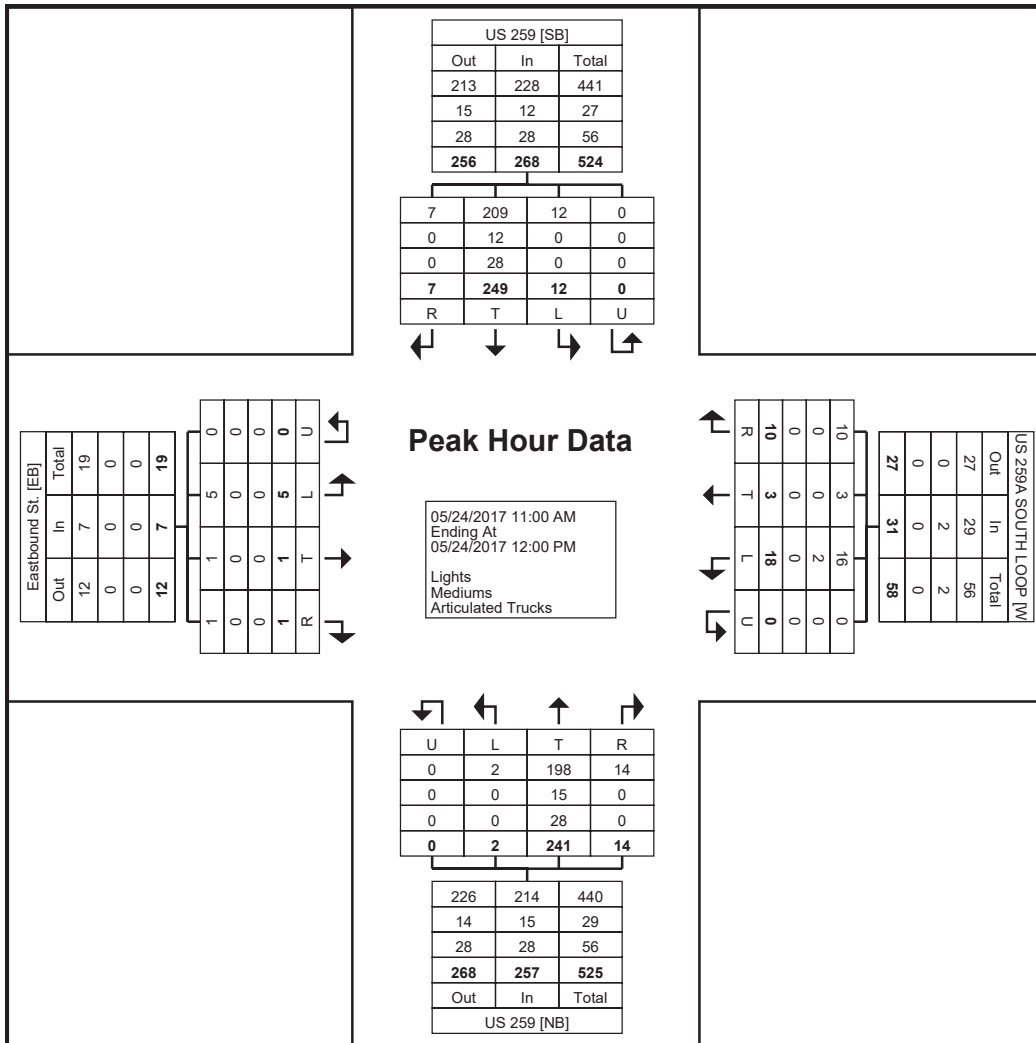 US 259 [SB]
Out In Total
213 228 441
15 12 27
28 28 56
256 268 524
7 209 12 0
0 12 0 0
0 28 0 0
7 249 12 0
R T L U
Peak Hour Data
05/24/2017 11:00 AM
Ending At
05/24/2017 12:00 PM
Lights
Mediums
Articulated Trucks
Eastbound St. [EB]
Total In Out
19 7 12
0 0 0
0 0 0
19 7 12
0 5 1 1
0 0 0 0
0 0 0 0
0 5 1 1
U L T R
R T L U
10 3 18 0
0 0 0 0
0 0 2 0
10 3 16 0
US 259A SOUTH LOOP [W
Out In Total
27 29 56
0 2 2
0 0 0
27 31 58
U L T R
0 2 198 14
0 0 15 0
0 0 28 0
0 2 241 14
226 214 440
14 15 29
28 28 56
268 257 525
Out In Total
US 259 [NB]